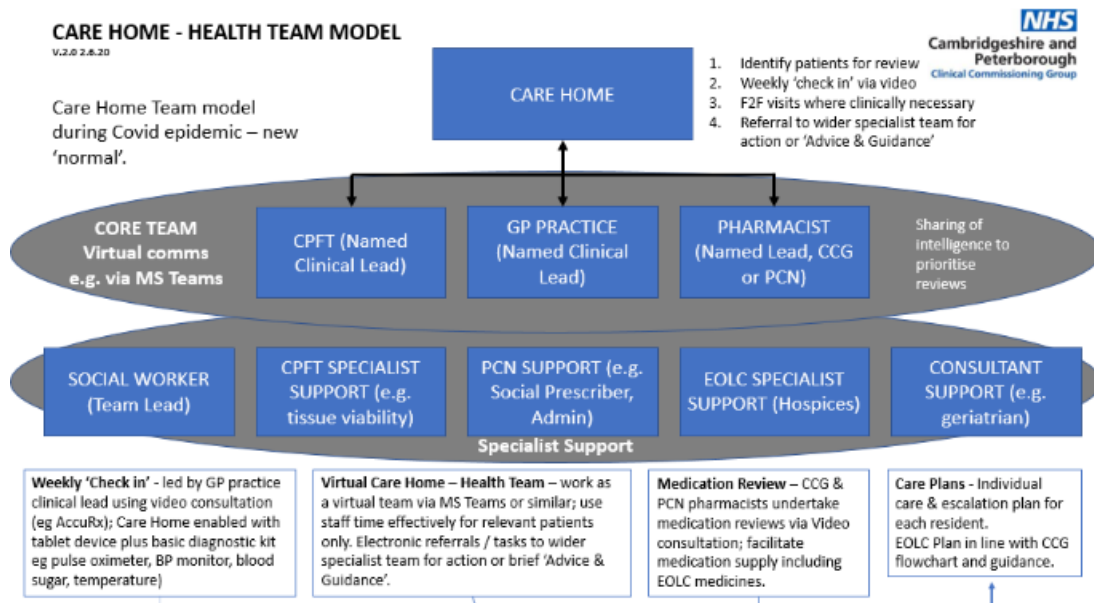 CARE HOME - HEALTH TEAM MODEL
V.2.0 2.6.20
NHS
Cambridgeshire and
Peterborough
Clinical Commissioning Group
Care Home Team model
during Covid epidemic – new
'normal'.
CARE HOME
1. Identify patients for review
2. Weekly 'check in' via video
3. F2F visits where clinically necessary
4. Referral to wider specialist team for
action or 'Advice & Guidance'
CORE TEAM
Virtual comms
e.g. via MS Teams
CPFT (Named
Clinical Lead)
GP PRACTICE
(Named Clinical
Lead)
PHARMACIST
(Named Lead, CCG
or PCN)
Sharing of
intelligence to
prioritise
reviews
SOCIAL WORKER
(Team Lead)
CPFT SPECIALIST
SUPPORT (e.g.
tissue viability)
PCN SUPPORT (e.g.
Social Prescriber,
Admin)
EOLC SPECIALIST
SUPPORT (Hospices)
CONSULTANT
SUPPORT (e.g.
geriatrian)
Specialist Support
Weekly 'Check in' - led by GP practice
clinical lead using video consultation
(eg AccuRx); Care Home enabled with
tablet device plus basic diagnostic kit
eg pulse oximeter, BP monitor, blood
sugar, temperature)
Virtual Care Home – Health Team – work as
a virtual team via MS Teams or similar; use
staff time effectively for relevant patients
only. Electronic referrals / tasks to wider
specialist team for action or brief 'Advice &
Guidance'.
Medication Review – CCG &
PCN pharmacists undertake
medication reviews via Video
consultation; facilitate
medication supply including
EOLC medicines.
Care Plans - Individual
care & escalation plan for
each resident.
EOLC Plan in line with CCG
flowchart and guidance.